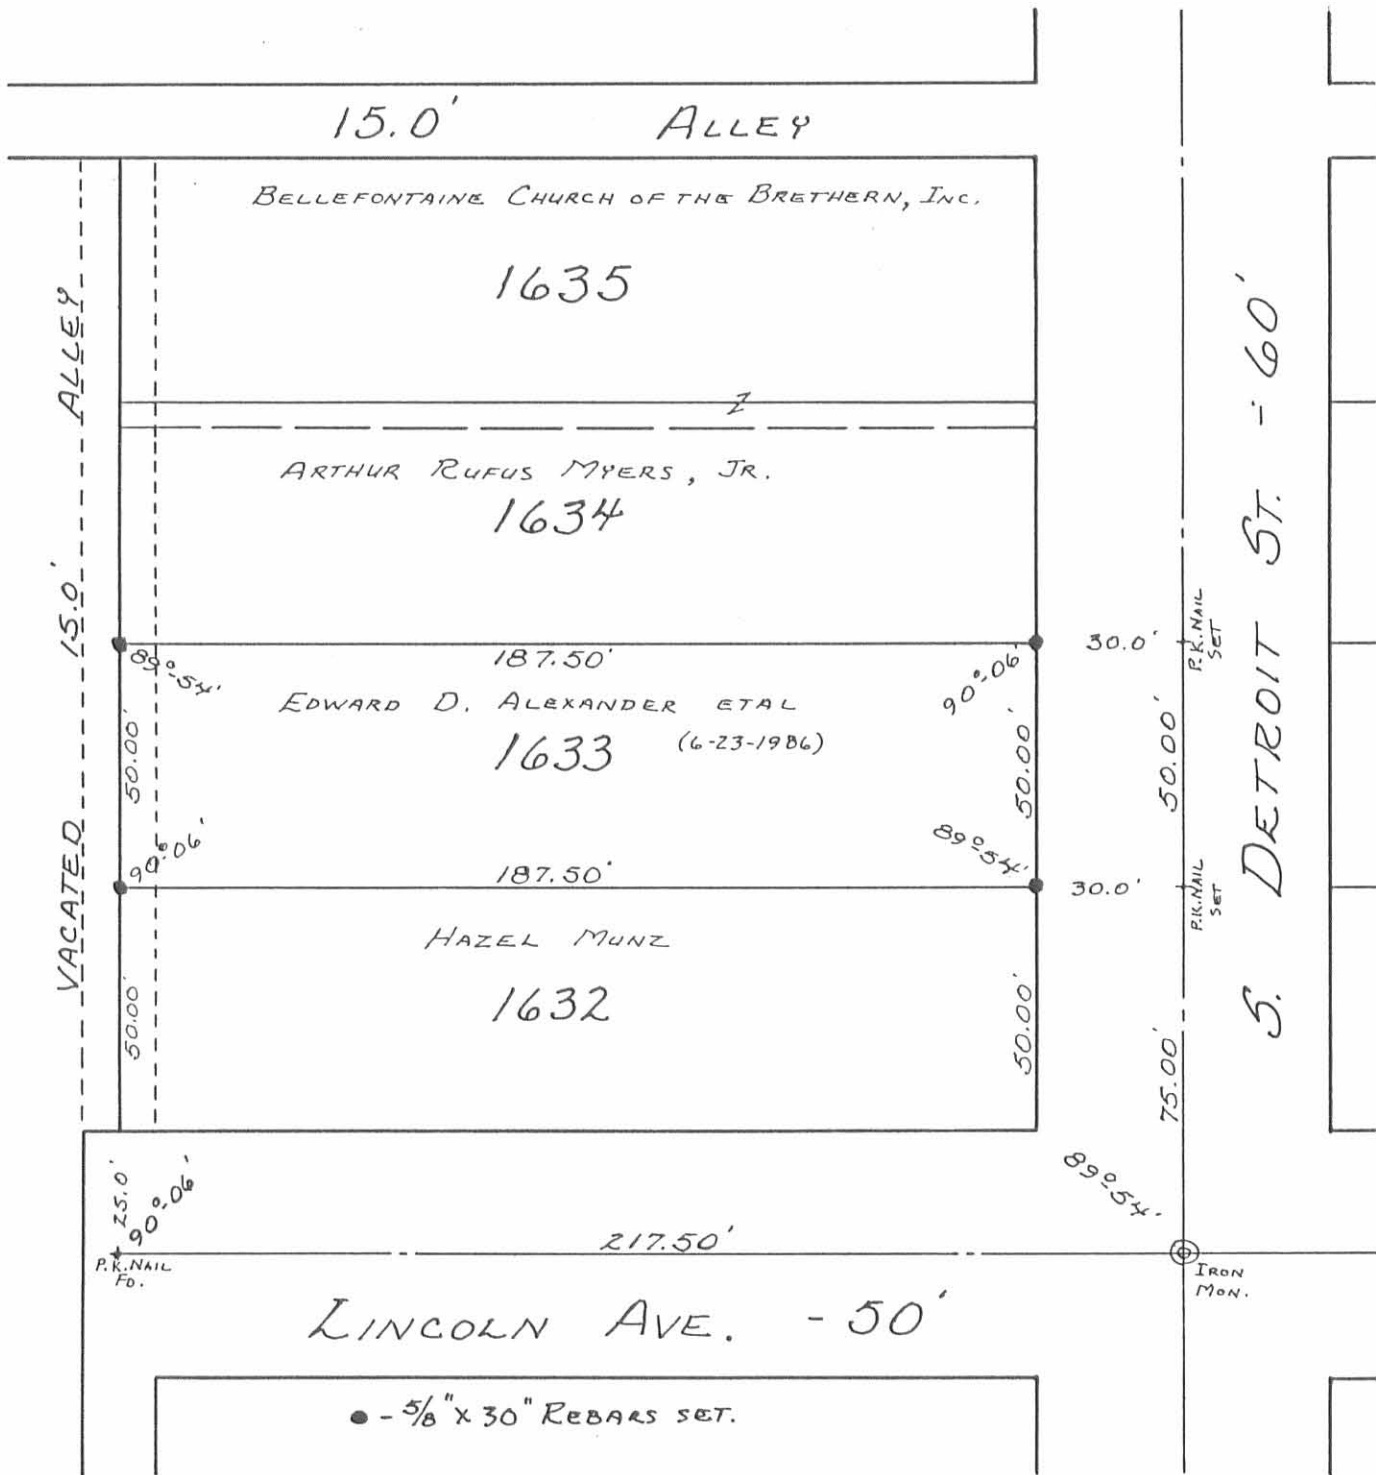 15.0' ALLEY
BELLEFONTAINE CHURCH OF THE BRETHERN, INC.
1635
Z
ARTHUR RUFUS MYERS, JR.
1634
VACATED 15.0' ALLEY
187.50'
89°-54'
90°-06'
30.0'
P.K. NAIL
SET
EDWARD D. ALEXANDER ETAL
1633 (6-23-1986)
50.00'
50.00'
50.00'
S. DETROIT ST. - 60'
90°-06'
89°-54'
187.50'
30.0'
P.K. NAIL
SET
HAZEL MUNZ
1632
50.00'
50.00'
75.00'
25.0'
90°-06'
89°-54'
217.50'
P.K. NAIL
FD.
IRON
MON.
LINCOLN AVE. - 50'
● - 5/8" X 30" REBARS SET.